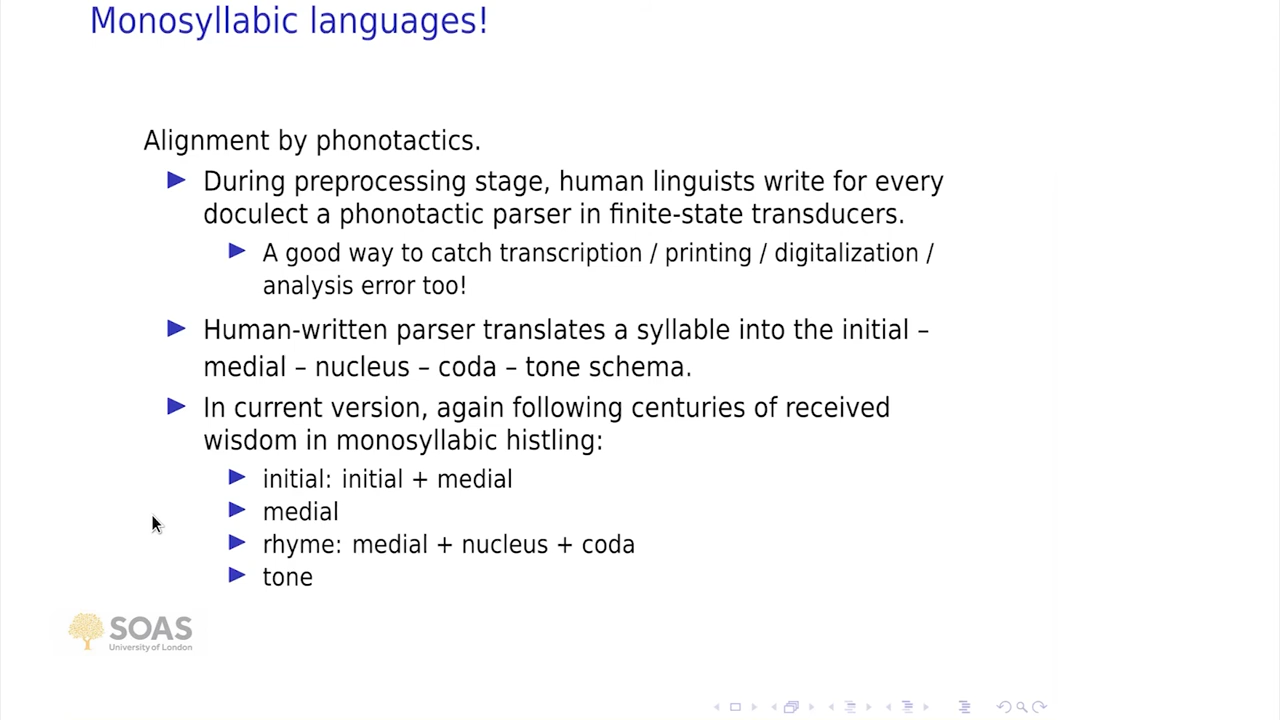 Monosyllabic languages!
Alignment by phonotactics.
During preprocessing stage, human linguists write for every
doculect a phonotactic parser in finite-state transducers.
A good way to catch transcription / printing / digitalization /
analysis error too!
Human-written parser translates a syllable into the initial –
medial – nucleus – coda – tone schema.
In current version, again following centuries of received
wisdom in monosyllabic histling:
initial: initial + medial
medial
rhyme: medial + nucleus + coda
tone
SOAS
University of London